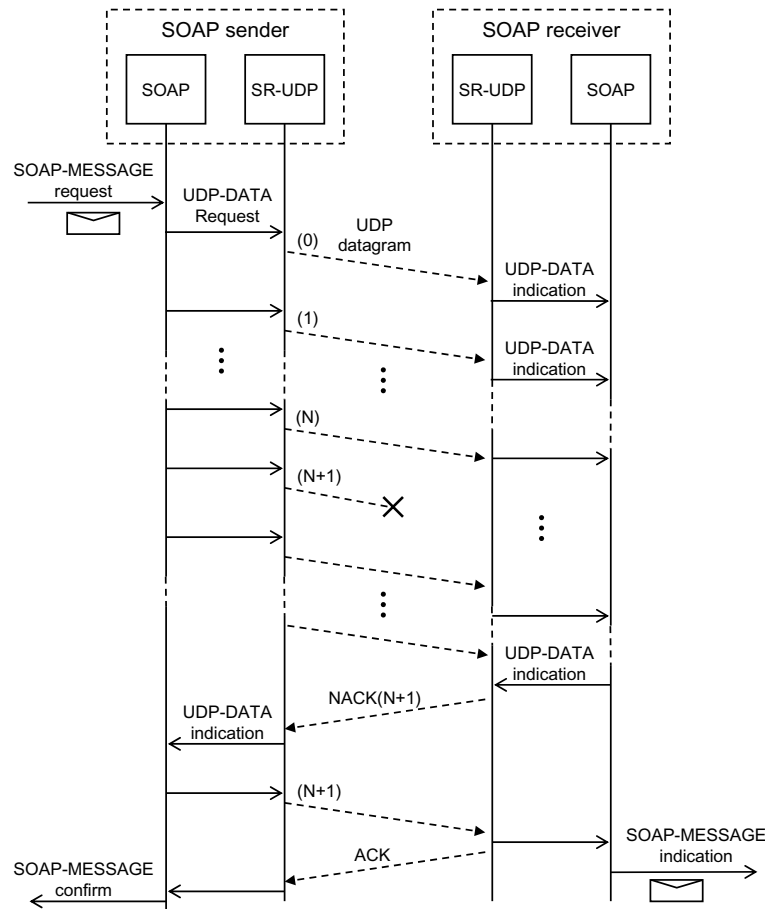 SOAP sender
SOAP receiver
SOAP
SR-UDP
SR-UDP
SOAP
SOAP-MESSAGE
request
UDP-DATA
Request
(0)
UDP
datagram
UDP-DATA
indication
(1)
UDP-DATA
indication
(N)
(N+1)
UDP-DATA
indication
NACK(N+1)
UDP-DATA
indication
(N+1)
SOAP-MESSAGE
indication
ACK
SOAP-MESSAGE
confirm